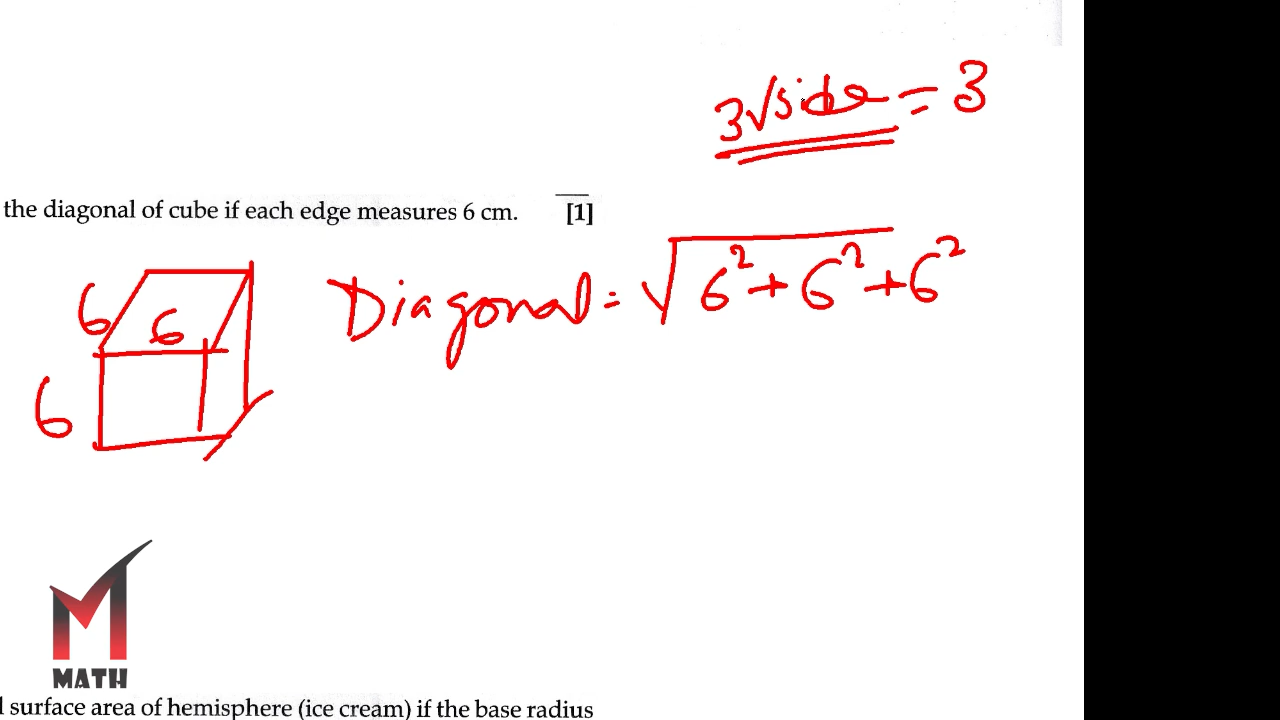 3√side = 3
the diagonal of cube if each edge measures 6 cm. [1]
Diagonal = √6² + 6² + 6²
6
6
6
MATH
l surface area of hemisphere (ice cream) if the base radius